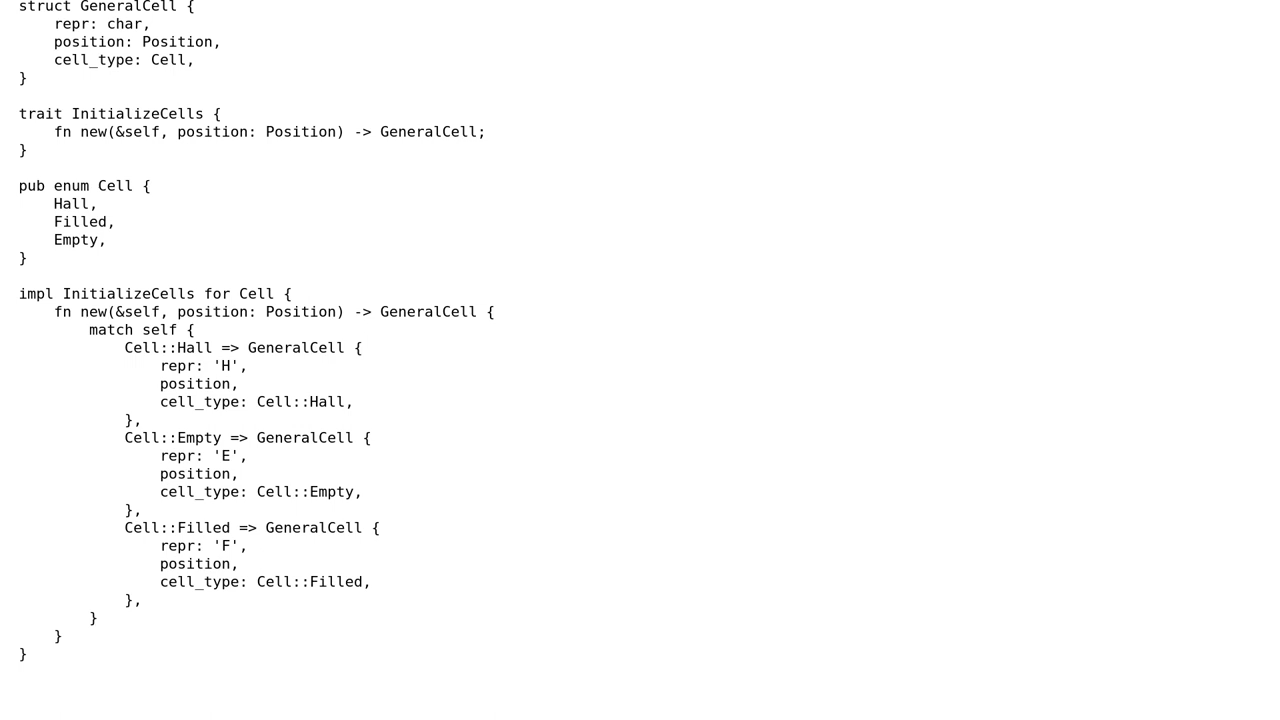 struct GeneralCell {
    repr: char,
    position: Position,
    cell_type: Cell,
}

trait InitializeCells {
    fn new(&self, position: Position) -> GeneralCell;
}

pub enum Cell {
    Hall,
    Filled,
    Empty,
}

impl InitializeCells for Cell {
    fn new(&self, position: Position) -> GeneralCell {
        match self {
            Cell::Hall => GeneralCell {
                repr: 'H',
                position,
                cell_type: Cell::Hall,
            },
            Cell::Empty => GeneralCell {
                repr: 'E',
                position,
                cell_type: Cell::Empty,
            },
            Cell::Filled => GeneralCell {
                repr: 'F',
                position,
                cell_type: Cell::Filled,
            },
        }
    }
}